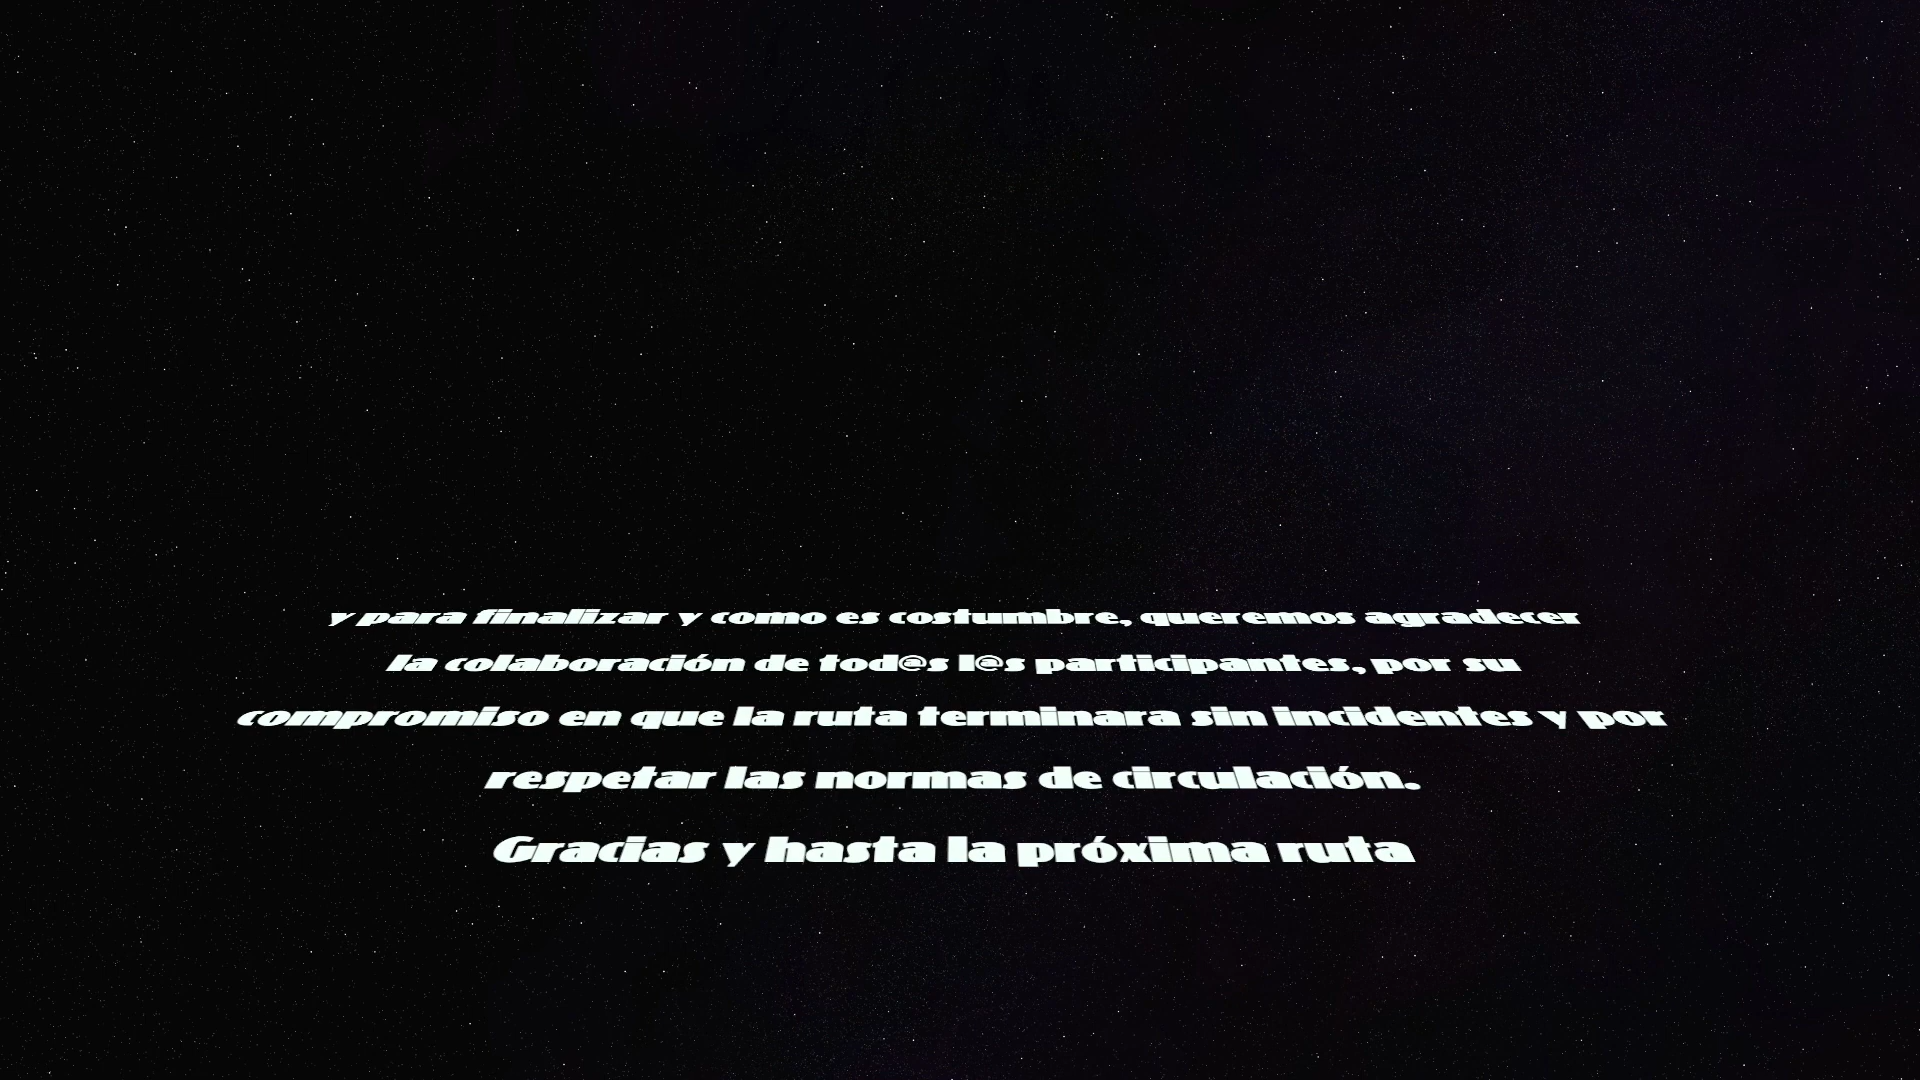 y para finalizar y como es costumbre, queremos agradecer
la colaboración de tod@s l@s participantes, por su
compromiso en que la ruta terminara sin incidentes y por
respetar las normas de circulación.
Gracias y hasta la próxima ruta